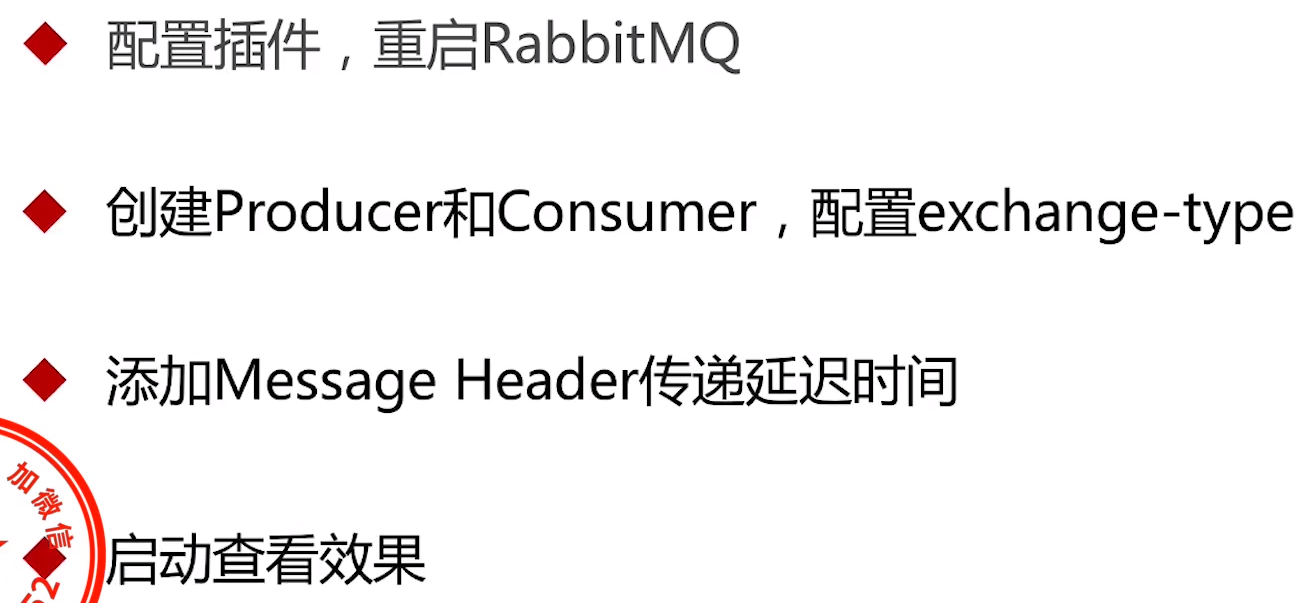 配置插件，重启RabbitMQ
创建Producer和Consumer，配置exchange-type
添加Message Header传递延迟时间
加微信
启动查看效果